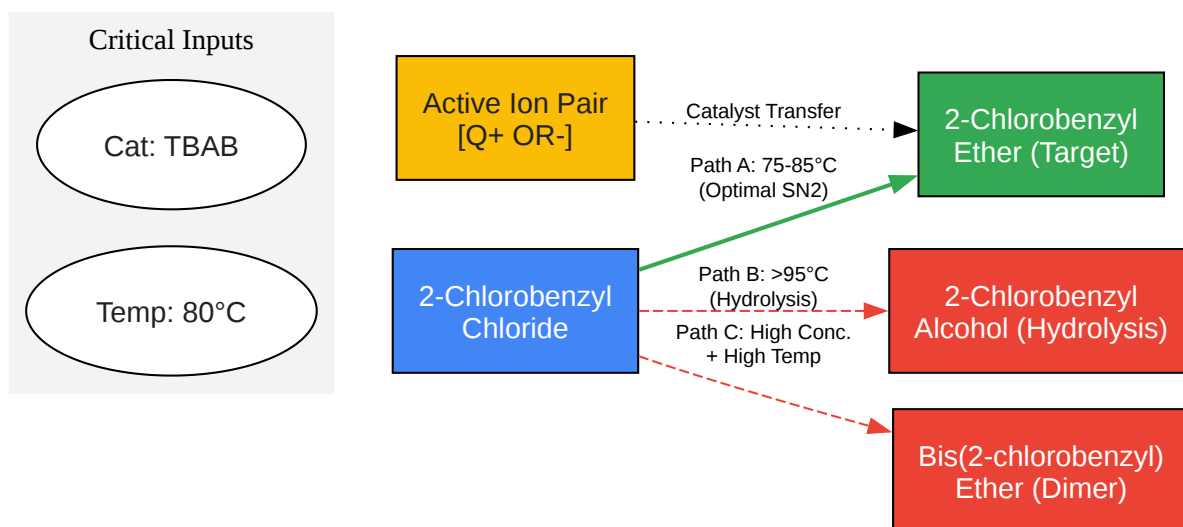 Critical Inputs
Cat: TBAB
Temp: 80°C
Active Ion Pair
[Q+ OR-]
Catalyst Transfer
2-Chlorobenzyl
Ether (Target)
Path A: 75-85°C
(Optimal SN2)
2-Chlorobenzyl
Chloride
Path B: >95°C
(Hydrolysis)
2-Chlorobenzyl
Alcohol (Hydrolysis)
Path C: High Conc.
+ High Temp
Bis(2-chlorobenzyl)
Ether (Dimer)